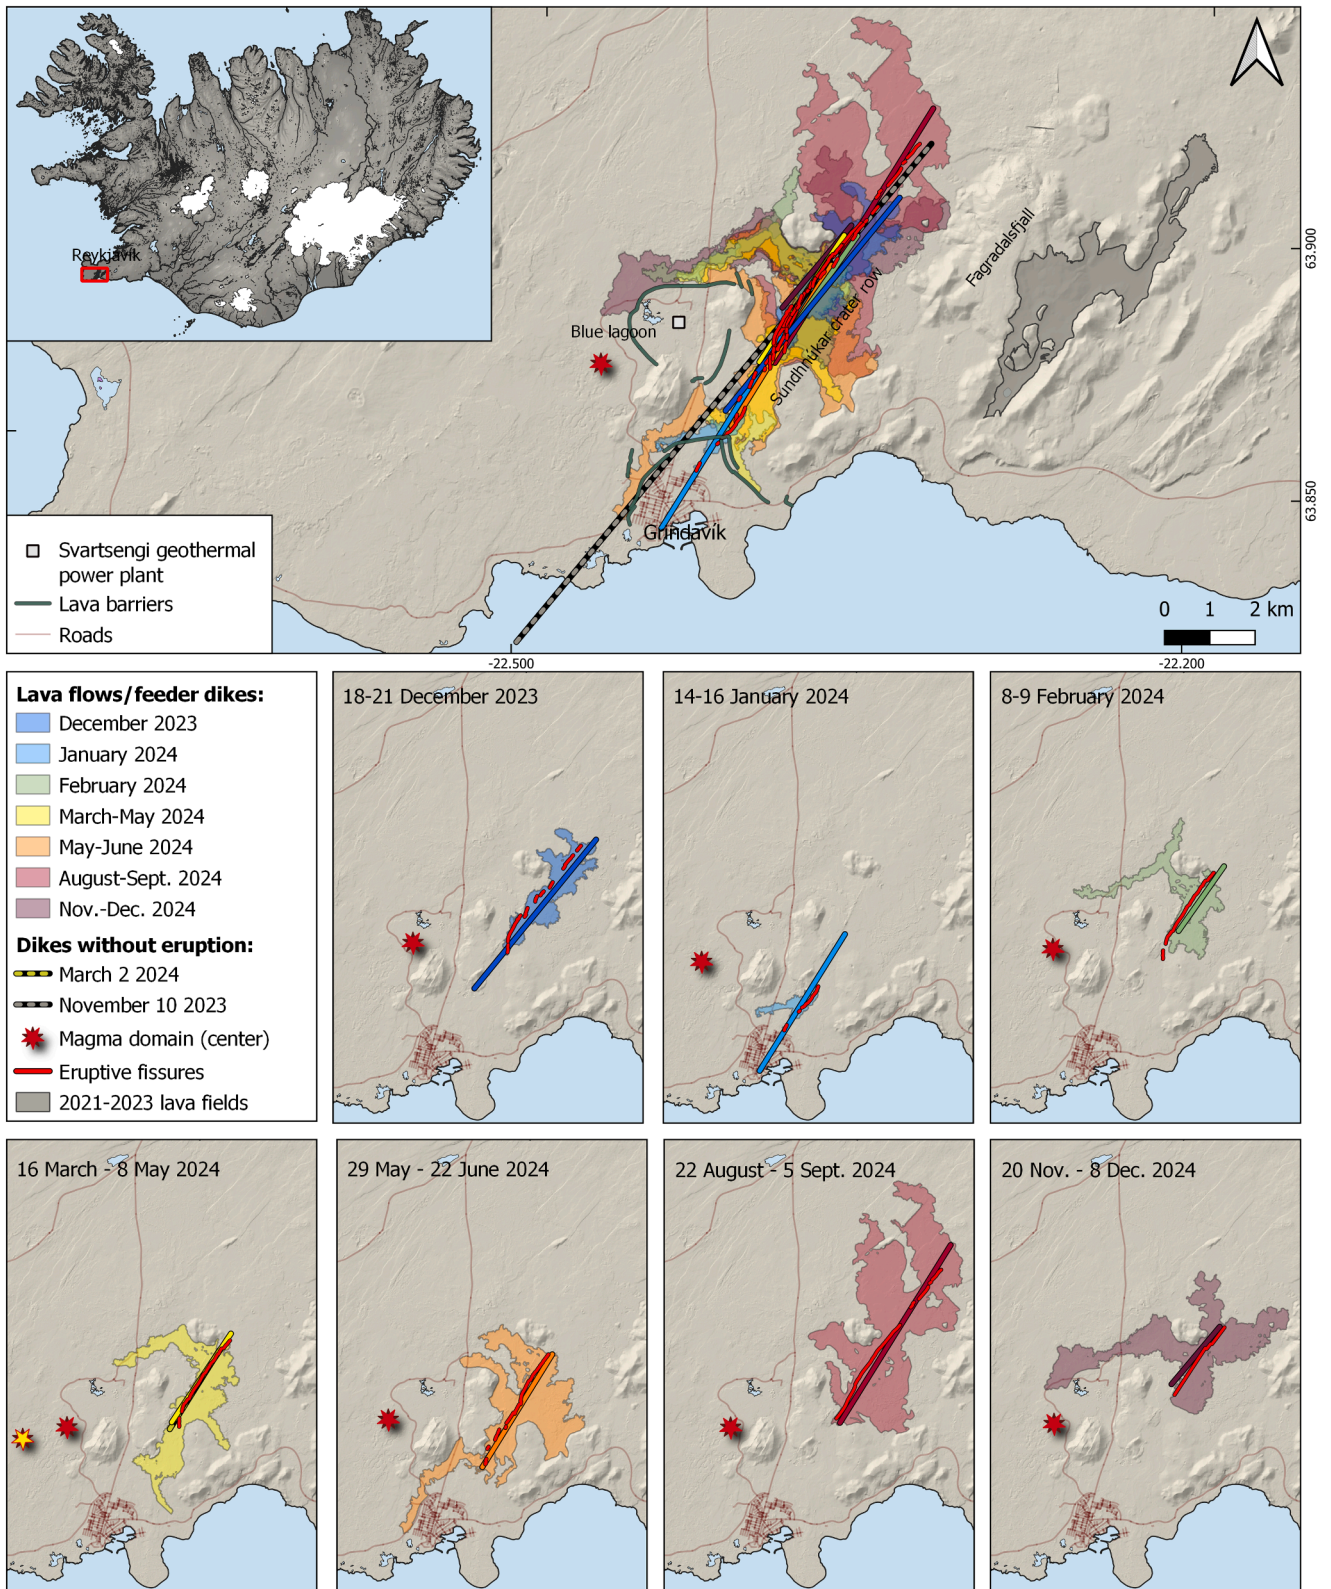 Reykjavik
Fagradalsfjall
Sundhnúkar crater row
Blue lagoon
Grindavík
63.900
63.850
0 1 2 km
-22.500
-22.200
Svartsengi geothermal
power plant
Lava barriers
Roads
Lava flows/feeder dikes:
December 2023
January 2024
February 2024
March-May 2024
May-June 2024
August-Sept. 2024
Nov.-Dec. 2024
Dikes without eruption:
March 2 2024
November 10 2023
Magma domain (center)
Eruptive fissures
2021-2023 lava fields
18-21 December 2023
14-16 January 2024
8-9 February 2024
16 March - 8 May 2024
29 May - 22 June 2024
22 August - 5 Sept. 2024
20 Nov. - 8 Dec. 2024